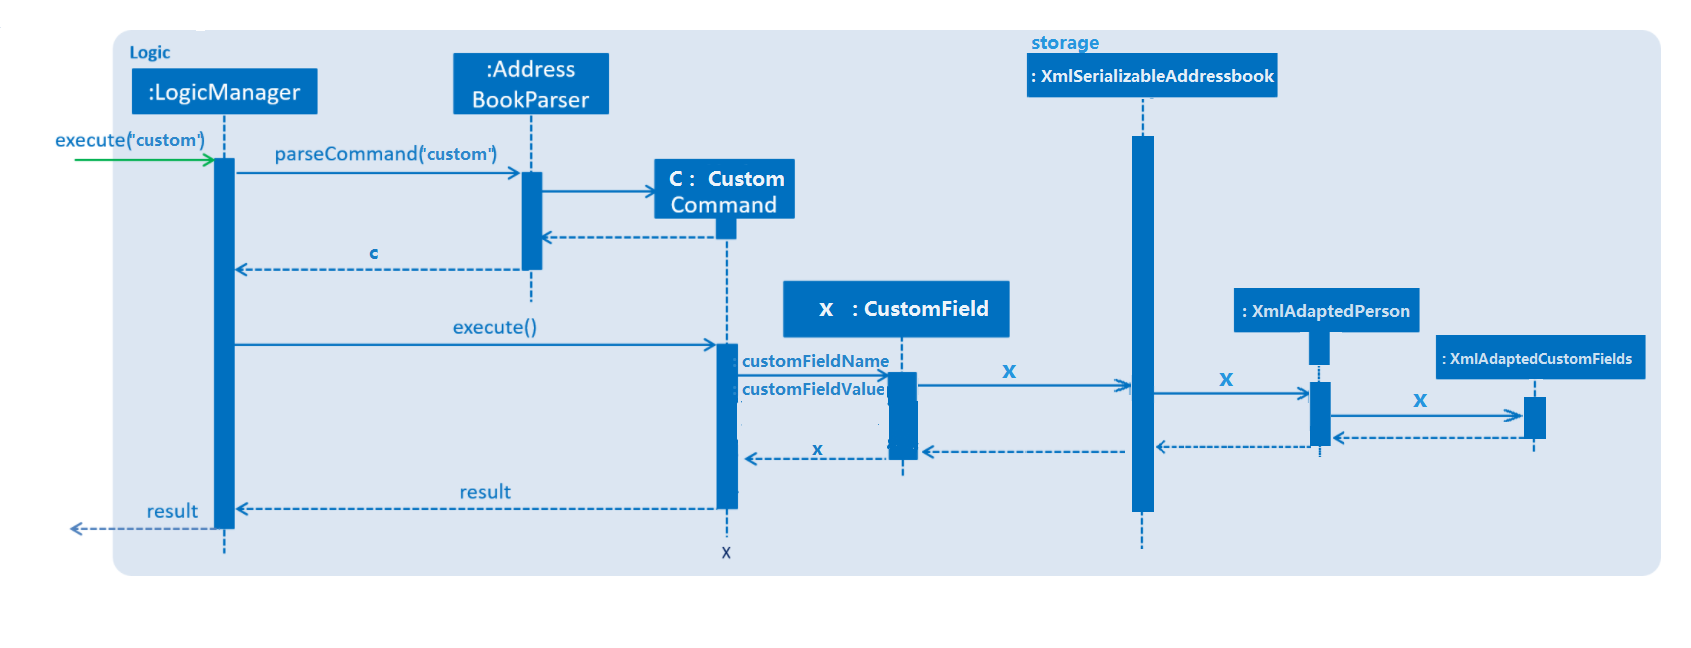 Logic
storage
:LogicManager
:Address
BookParser
: XmlSerializableAddressbook
execute('custom')
parseCommand('custom')
C : Custom
Command
c
X : CustomField
: XmlAdaptedPerson
execute()
: XmlAdaptedCustomFields
: customFieldName
: customFieldValue
X
X
X
x
result
result
X